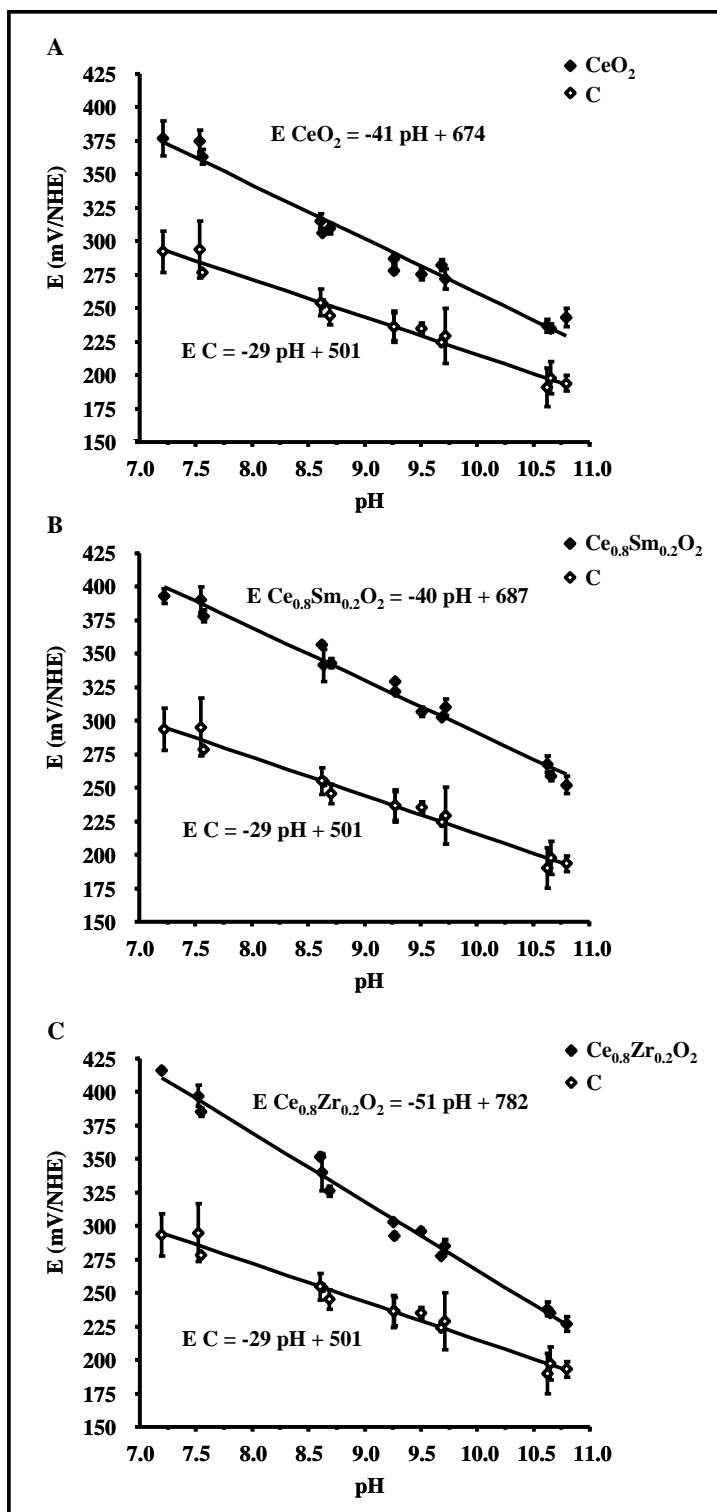 A
CeO₂
C
E CeO₂ = -41 pH + 674
E C = -29 pH + 501
E (mV/NHE)
425
400
375
350
325
300
275
250
225
200
175
150
7.0 7.5 8.0 8.5 9.0 9.5 10.0 10.5 11.0
pH
B
Ce₀.₈Sm₀.₂O₂
C
E Ce₀.₈Sm₀.₂O₂ = -40 pH + 687
E C = -29 pH + 501
E (mV/NHE)
425
400
375
350
325
300
275
250
225
200
175
150
7.0 7.5 8.0 8.5 9.0 9.5 10.0 10.5 11.0
pH
C
Ce₀.₈Zr₀.₂O₂
C
E Ce₀.₈Zr₀.₂O₂ = -51 pH + 782
E C = -29 pH + 501
E (mV/NHE)
425
400
375
350
325
300
275
250
225
200
175
150
7.0 7.5 8.0 8.5 9.0 9.5 10.0 10.5 11.0
pH